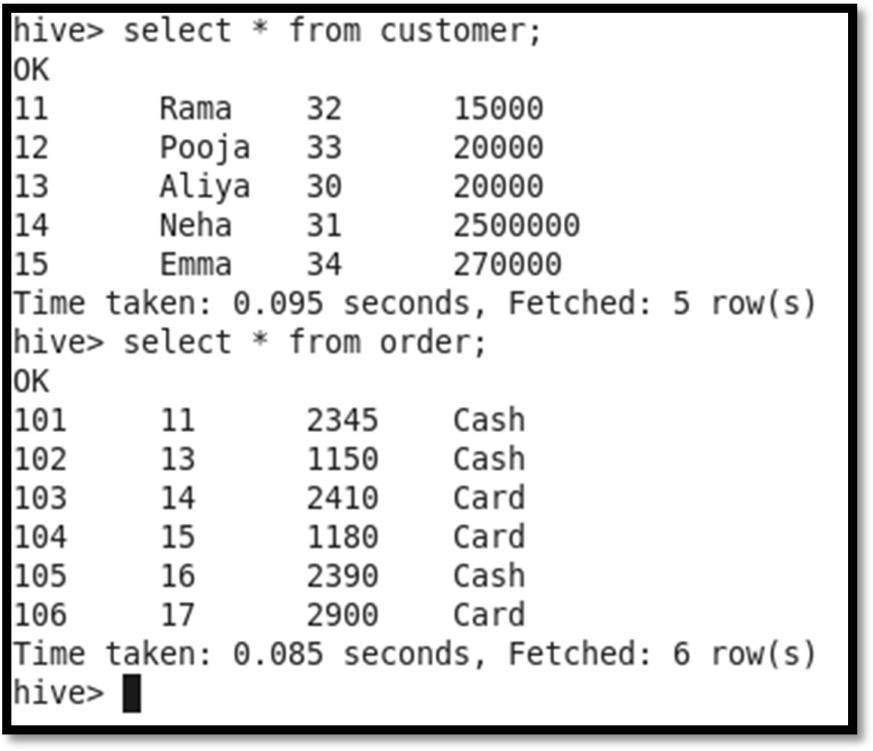 hive> select * from customer;
OK
11 Rama 32 15000
12 Pooja 33 20000
13 Aliya 30 20000
14 Neha 31 2500000
15 Emma 34 270000
Time taken: 0.095 seconds, Fetched: 5 row(s)
hive> select * from order;
OK
101 11 2345 Cash
102 13 1150 Cash
103 14 2410 Card
104 15 1180 Card
105 16 2390 Cash
106 17 2900 Card
Time taken: 0.085 seconds, Fetched: 6 row(s)
hive>